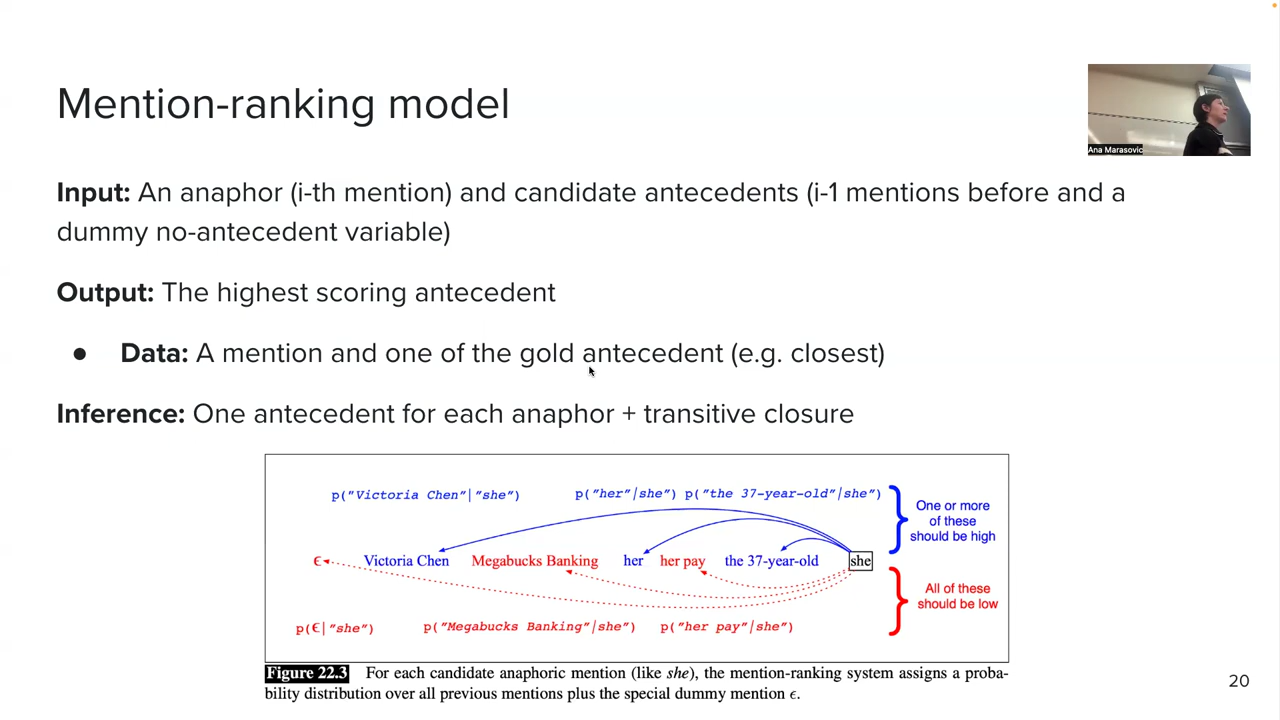 Mention-ranking model
Ana Marasovic
Input: An anaphor (i-th mention) and candidate antecedents (i-1 mentions before and a
dummy no-antecedent variable)
Output: The highest scoring antecedent
● Data: A mention and one of the gold antecedent (e.g. closest)
Inference: One antecedent for each anaphor + transitive closure
p("Victoria Chen"|"she") p("her"|she") p("the 37-year-old"|she")
One or more
of these
should be high
ϵ Victoria Chen Megabucks Banking her her pay the 37-year-old she
All of these
should be low
p(ϵ|"she") p("Megabucks Banking"|she") p("her pay"|she")
Figure 22.3 For each candidate anaphoric mention (like she), the mention-ranking system assigns a proba-
bility distribution over all previous mentions plus the special dummy mention ϵ.
20